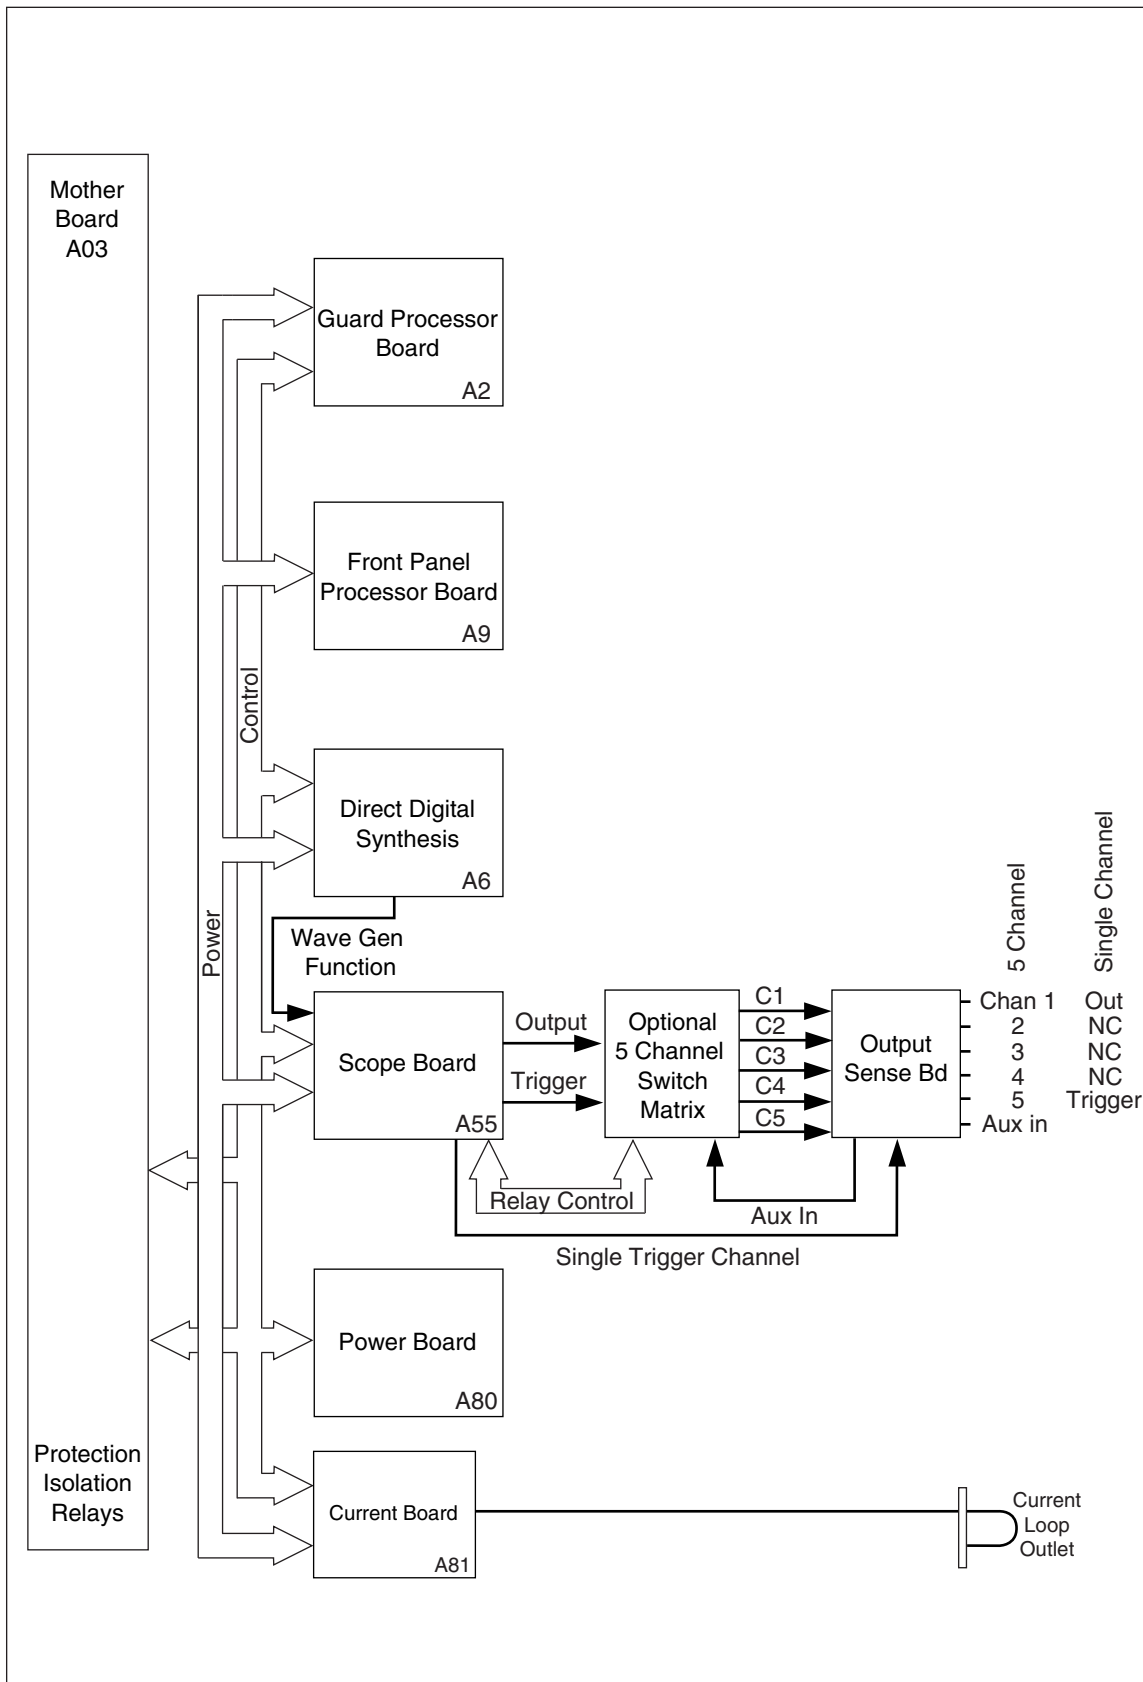 Mother
Board
A03
Guard Processor
Board
A2
Front Panel
Processor Board
A9
Control
Direct Digital
Synthesis
A6
Power
Wave Gen
Function
Scope Board
A55
Output
Trigger
Optional
5 Channel
Switch
Matrix
C1
C2
C3
C4
C5
Output
Sense Bd
5 Channel
Single Channel
Chan 1 Out
2 NC
3 NC
4 NC
5 Trigger
Aux in
Relay Control
Aux In
Single Trigger Channel
Power Board
A80
Protection
Isolation
Relays
Current Board
A81
Current
Loop
Outlet